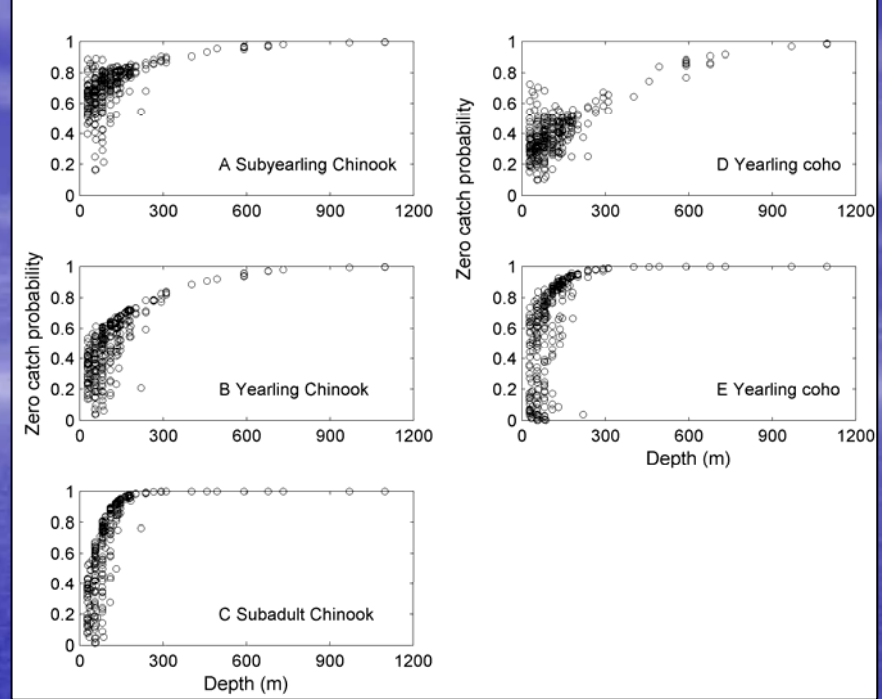 1
0.8
0.6
0.4
0.2
0
0 300 600 900 1200
A Subyearling Chinook
1
0.8
0.6
0.4
0.2
0
0 300 600 900 1200
B Yearling Chinook
Zero catch probability
1
0.8
0.6
0.4
0.2
0
0 300 600 900 1200
C Subadult Chinook
Depth (m)
1
0.8
0.6
0.4
0.2
0
0 300 600 900 1200
D Yearling coho
Zero catch probability
1
0.8
0.6
0.4
0.2
0
0 300 600 900 1200
E Yearling coho
Depth (m)